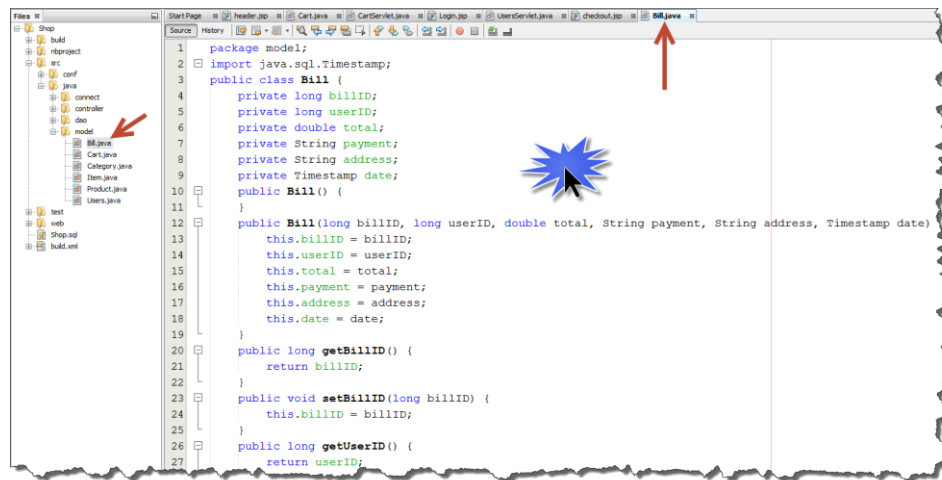 Files
Shop
build
nbproject
src
conf
java
connect
controller
dao
model
Bill.java
Cart.java
Category.java
Item.java
Product.java
Users.java
test
web
Shop.sql
build.xml
Start Page header.jsp Cart.java CartServlet.java Login.jsp UsersServlet.java checkout.jsp Bill.java
Source History
1 package model;
2 import java.sql.Timestamp;
3 public class Bill {
4 private long billID;
5 private long userID;
6 private double total;
7 private String payment;
8 private String address;
9 private Timestamp date;
10 public Bill() {
11 }
12 public Bill(long billID, long userID, double total, String payment, String address, Timestamp date)
13 this.billID = billID;
14 this.userID = userID;
15 this.total = total;
16 this.payment = payment;
17 this.address = address;
18 this.date = date;
19 }
20 public long getBillID() {
21 return billID;
22 }
23 public void setBillID(long billID) {
24 this.billID = billID;
25 }
26 public long getUserID() {
27 return userID;